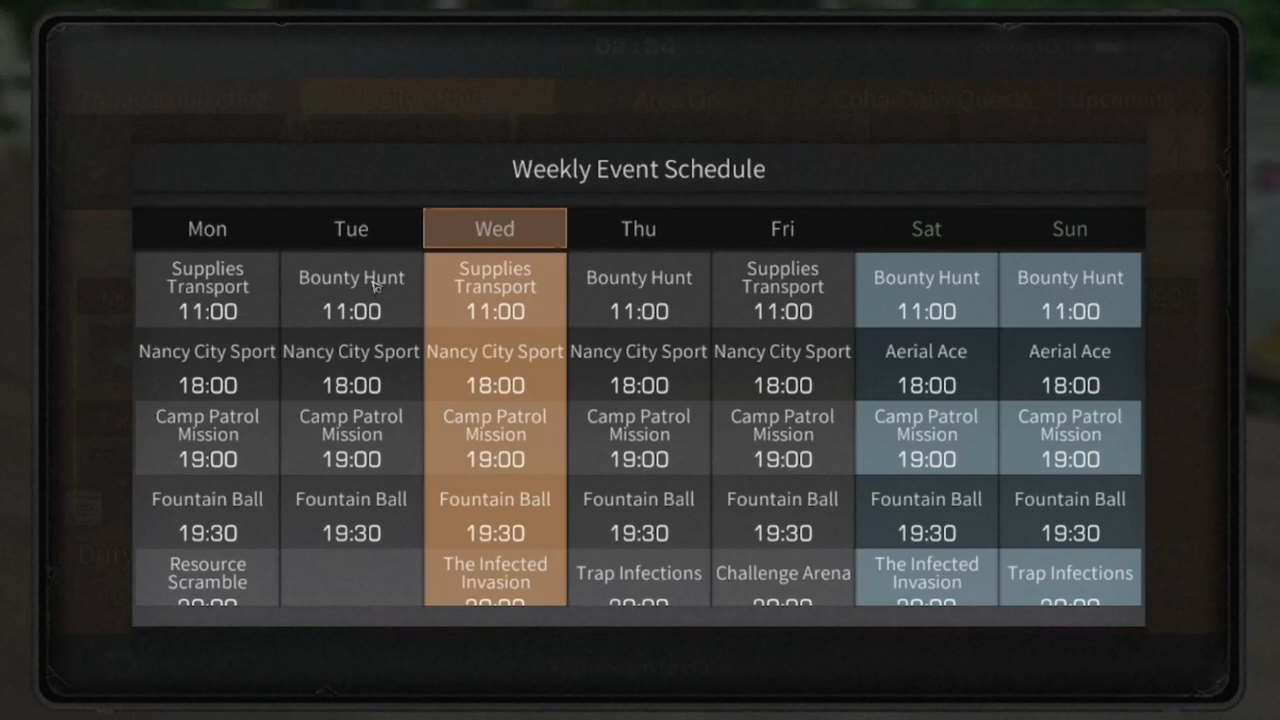 02:34
Weekly Event Schedule
Mon Tue Wed Thu Fri Sat Sun
Supplies Transport
11:00
Bounty Hunt
11:00
Supplies Transport
11:00
Bounty Hunt
11:00
Supplies Transport
11:00
Bounty Hunt
11:00
Bounty Hunt
11:00
Nancy City Sport
18:00
Nancy City Sport
18:00
Nancy City Sport
18:00
Nancy City Sport
18:00
Nancy City Sport
18:00
Aerial Ace
18:00
Aerial Ace
18:00
Camp Patrol
Mission
19:00
Camp Patrol
Mission
19:00
Camp Patrol
Mission
19:00
Camp Patrol
Mission
19:00
Camp Patrol
Mission
19:00
Camp Patrol
Mission
19:00
Camp Patrol
Mission
19:00
Fountain Ball
19:30
Fountain Ball
19:30
Fountain Ball
19:30
Fountain Ball
19:30
Fountain Ball
19:30
Fountain Ball
19:30
Fountain Ball
19:30
Resource
Scramble
The Infected
Invasion
Trap Infections
Challenge Arena
The Infected
Invasion
Trap Infections